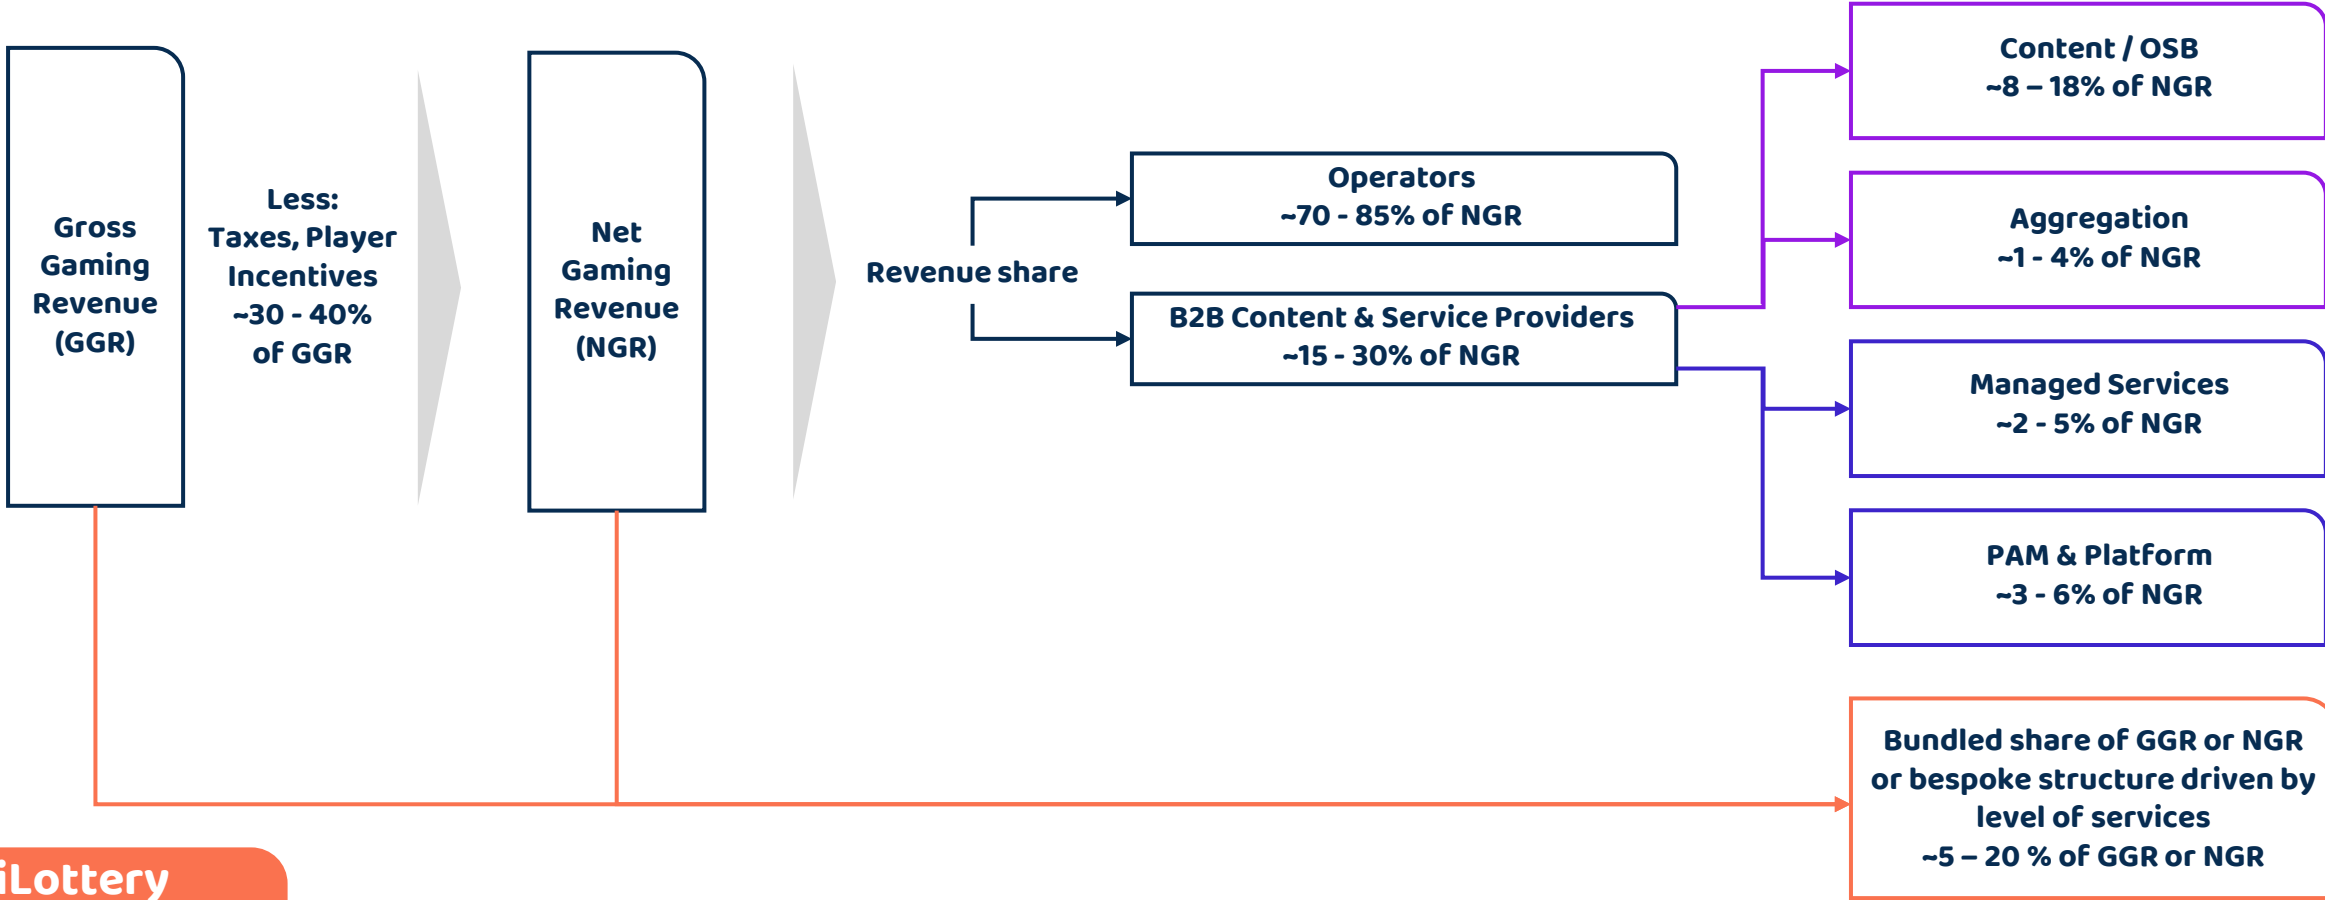 Gross
Gaming
Revenue
(GGR)
Less:
Taxes, Player
Incentives
~30 - 40%
of GGR
Net
Gaming
Revenue
(NGR)
Revenue share
Operators
~70 - 85% of NGR
B2B Content & Service Providers
~15 - 30% of NGR
Content / OSB
~8 – 18% of NGR
Aggregation
~1 - 4% of NGR
Managed Services
~2 - 5% of NGR
PAM & Platform
~3 - 6% of NGR
Bundled share of GGR or NGR
or bespoke structure driven by
level of services
~5 – 20 % of GGR or NGR
iLottery